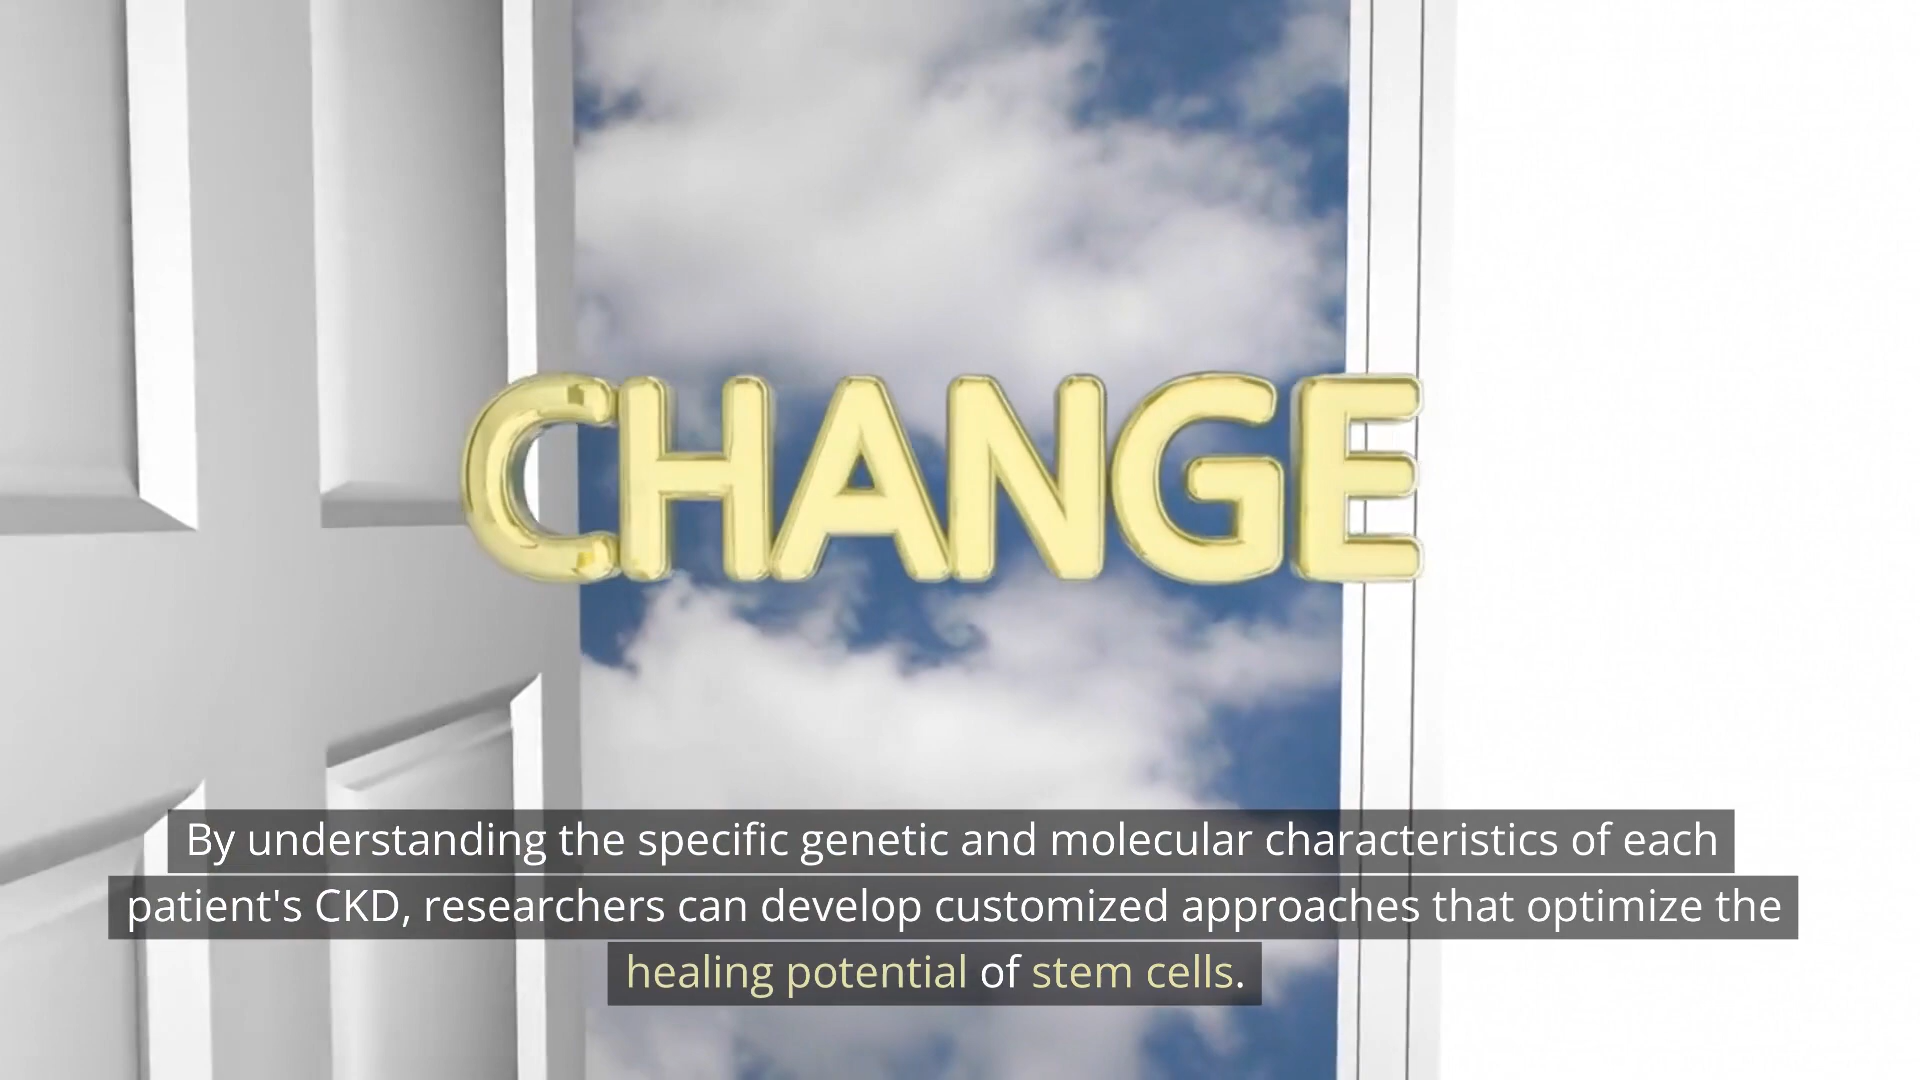 CHANGE
By understanding the specific genetic and molecular characteristics of each
patient's CKD, researchers can develop customized approaches that optimize the
healing potential of stem cells.